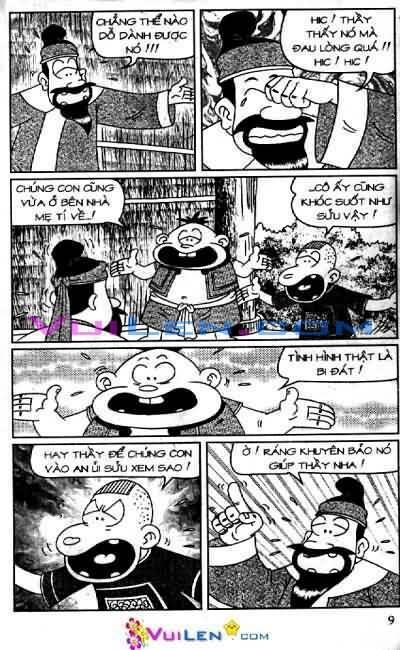 CHẲNG THỂ NÀO
DỖ DÀNH ĐƯỢC
NÓ !!!
HIC ! THẦY
THẤY NÓ MÀ
ĐAU LÒNG QUÁ !!
HIC ! HIC !
CHÚNG CON CŨNG
VỪA Ở BÊN NHÀ
MẸ TÍ VỀ...!
...CÔ ẤY CŨNG
KHÓC SUỐT NHƯ
SỬU VẬY !
VUILEN.COM
TÌNH HÌNH THẬT LÀ
BI ĐÁT !
HAY THẦY ĐỂ CHÚNG CON
VÀO AN ỦI SỬU XEM SAO !
Ờ ! RÁNG KHUYÊN BẢO NÓ
GIÚP THẦY NHA !
9
VUILEN.COM